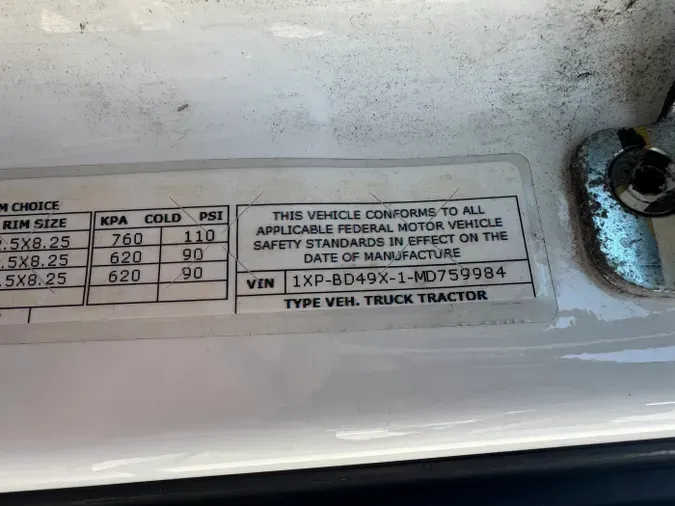 M CHOICE
RIM SIZE
.5X8.25
.5X8.25
.5X8.25
KPA COLD PSI
760 110
620 90
620 90
THIS VEHICLE CONFORMS TO ALL
APPLICABLE FEDERAL MOTOR VEHICLE
SAFETY STANDARDS IN EFFECT ON THE
DATE OF MANUFACTURE
VIN 1XP-BD49X-1-MD759984
TYPE VEH. TRUCK TRACTOR